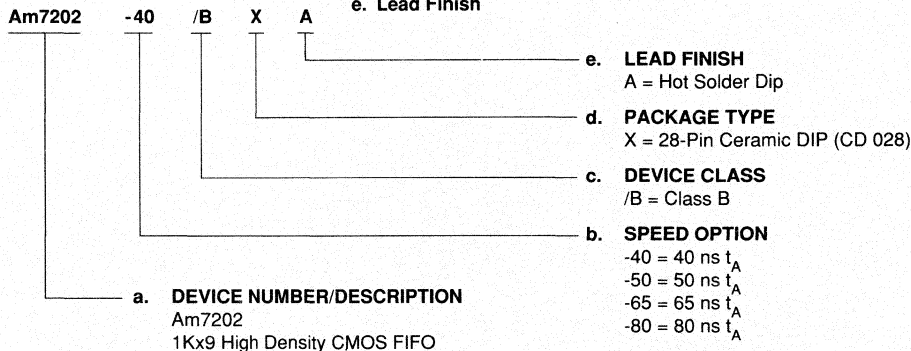 e. Lead Finish
Am7202 -40 /B X A
e. LEAD FINISH
A = Hot Solder Dip
d. PACKAGE TYPE
X = 28-Pin Ceramic DIP (CD 028)
c. DEVICE CLASS
/B = Class B
b. SPEED OPTION
-40 = 40 ns tA
-50 = 50 ns tA
-65 = 65 ns tA
-80 = 80 ns tA
a. DEVICE NUMBER/DESCRIPTION
Am7202
1Kx9 High Density CMOS FIFO